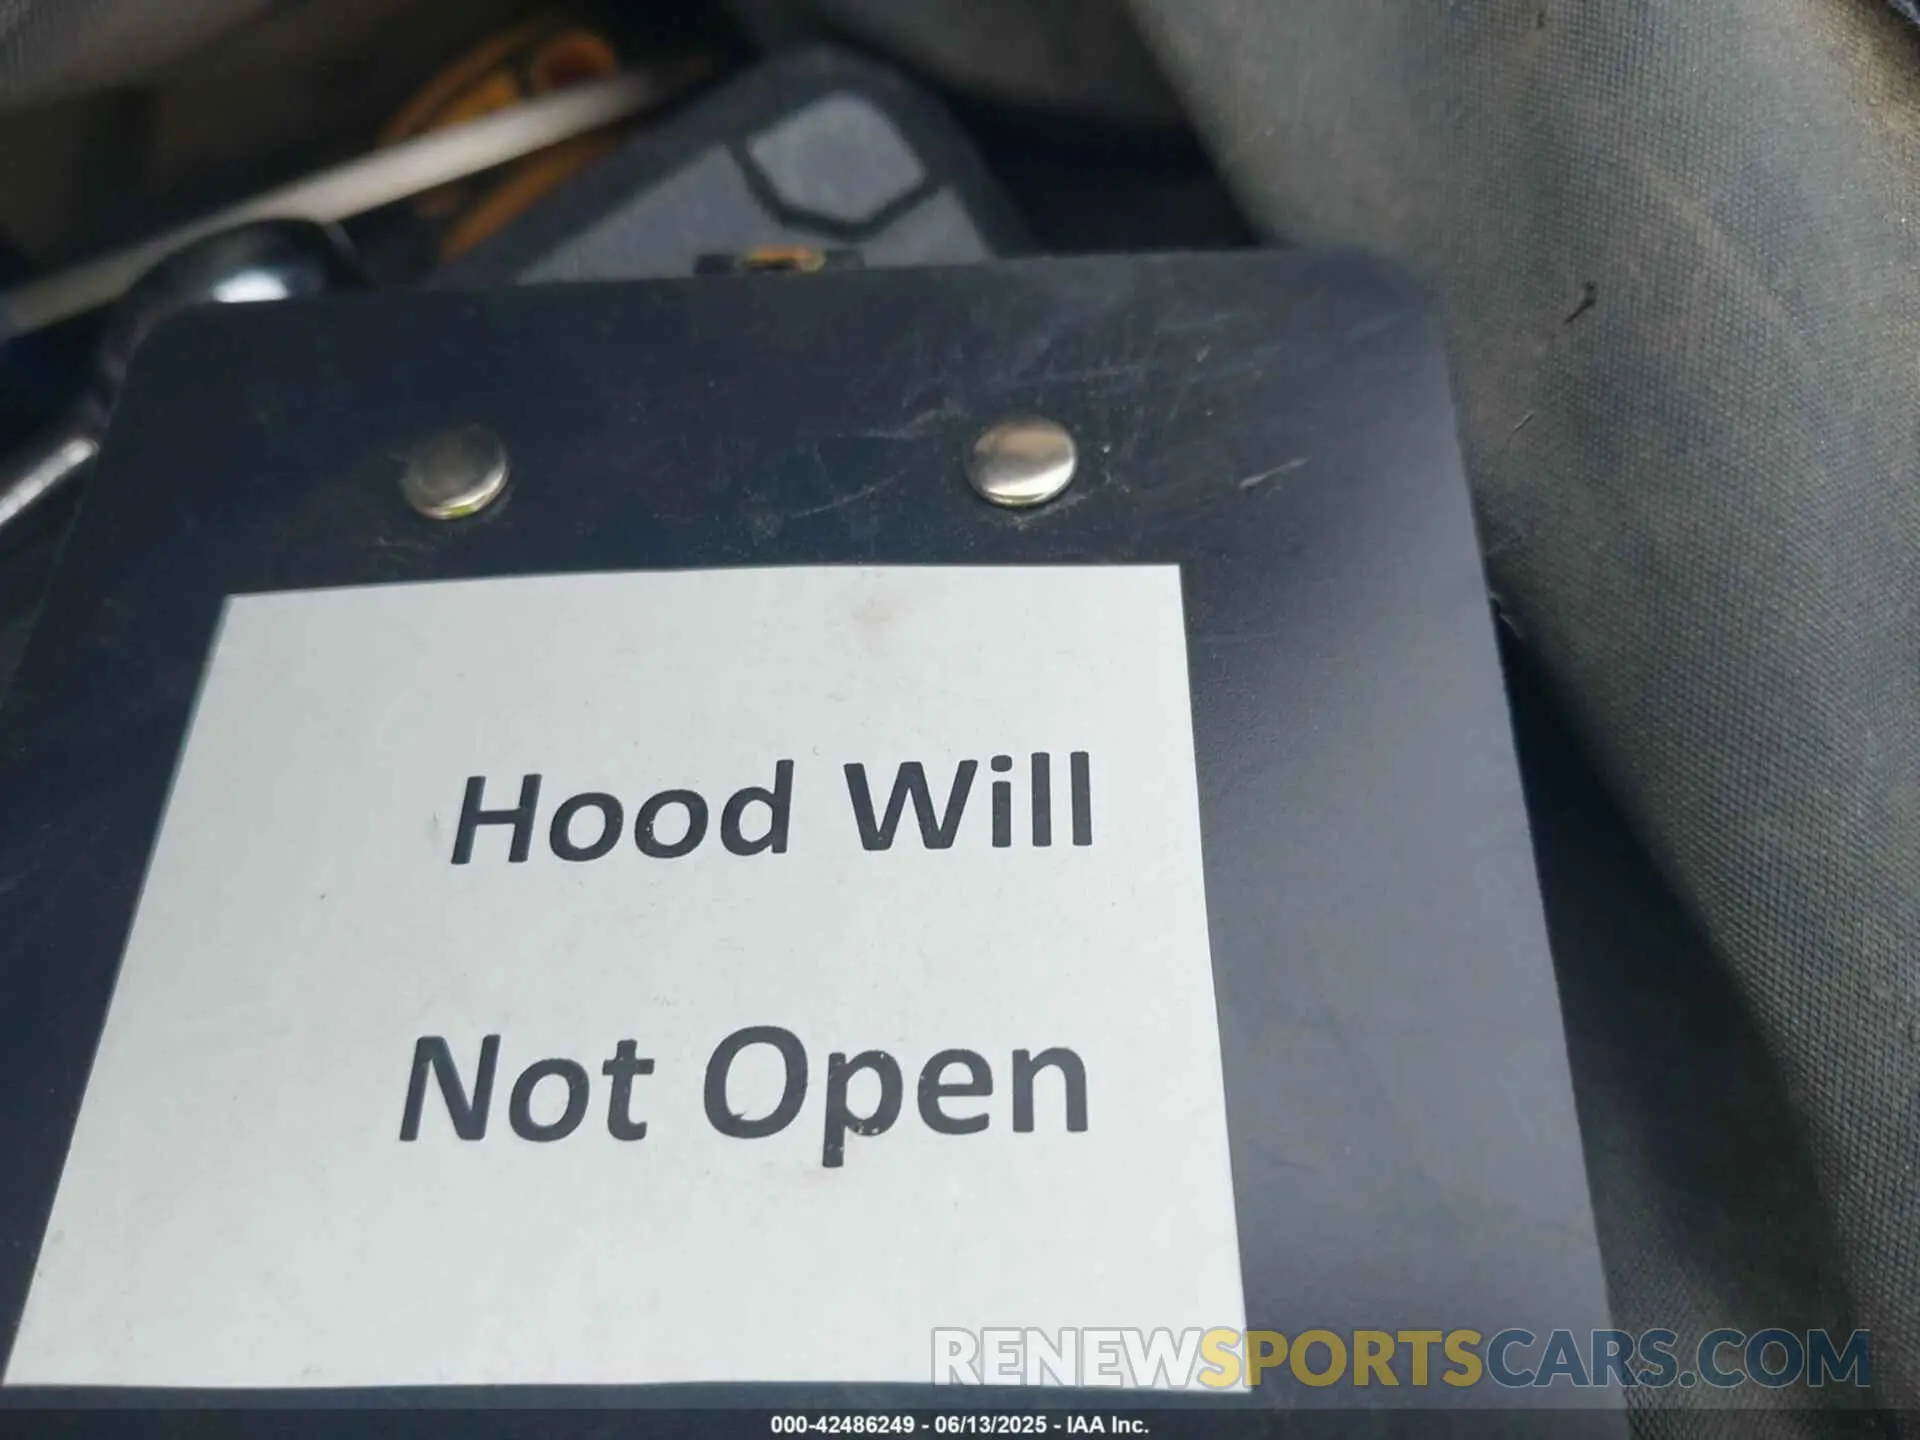 Hood Will
Not Open
RENEWSPORTSCARS.COM
000-42486249 - 06/13/2025 - IAA Inc.